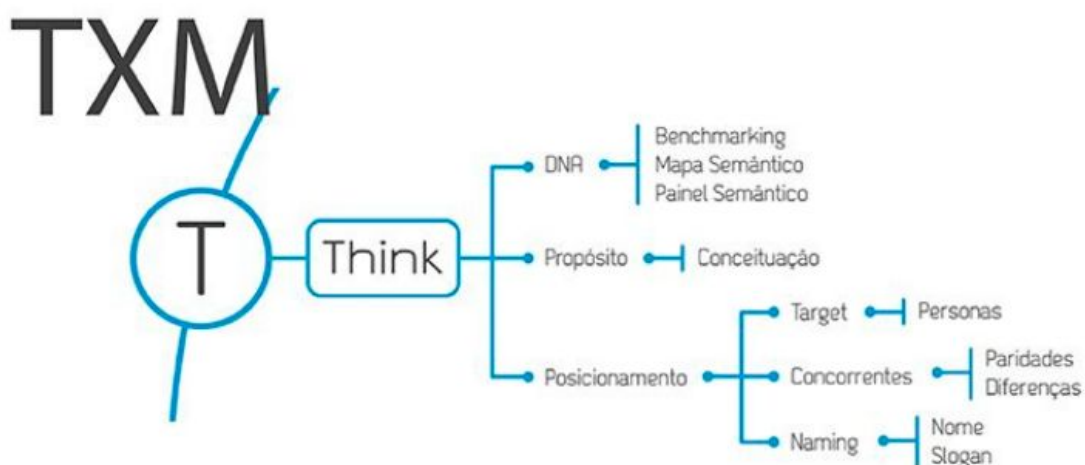 TXM
T
Think
DNA
Benchmarking
Mapa Semântico
Painel Semântico
Propósito
Conceituação
Posicionamento
Target
Personas
Concorrentes
Paridades
Diferenças
Naming
Nome
Slogan